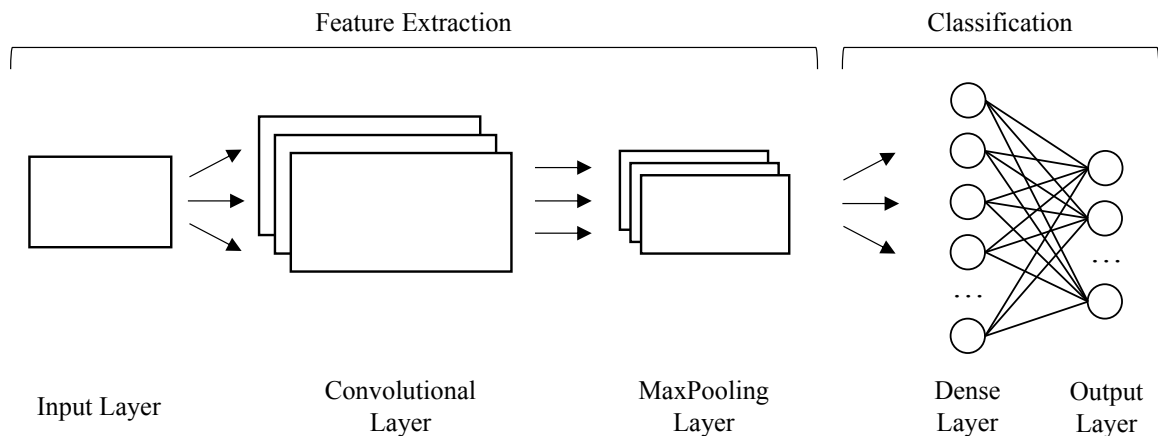 Feature Extraction
Classification
. . .
. . .
Input Layer
Convolutional
Layer
MaxPooling
Layer
Dense
Layer
Output
Layer